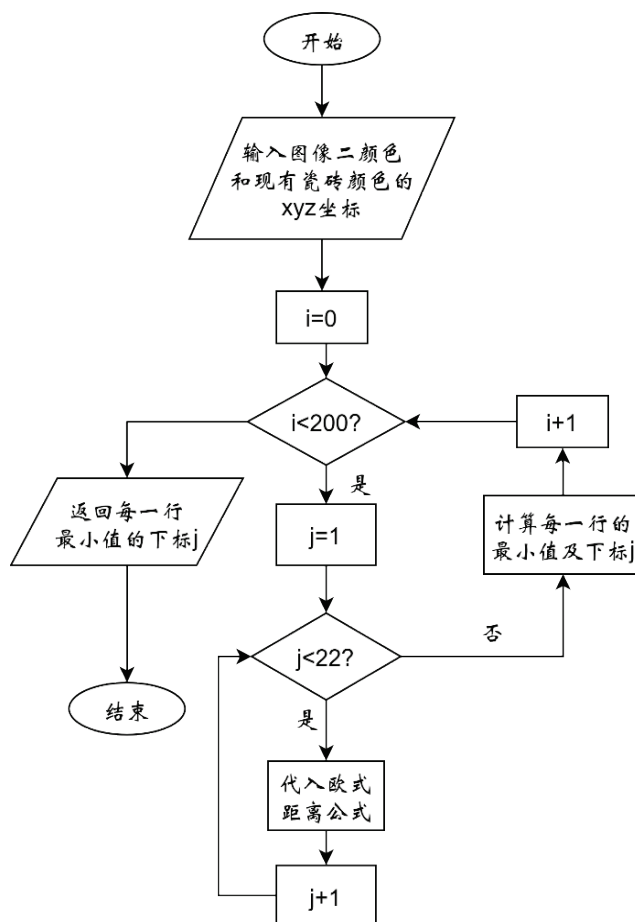 开始
输入图像二颜色
和现有瓷砖颜色的
xyz坐标
i=0
i<200?
i+1
是
返回每一行
最小值的下标j
j=1
计算每一行的
最小值及下标j
否
j<22?
是
结束
代入欧式
距离公式
j+1